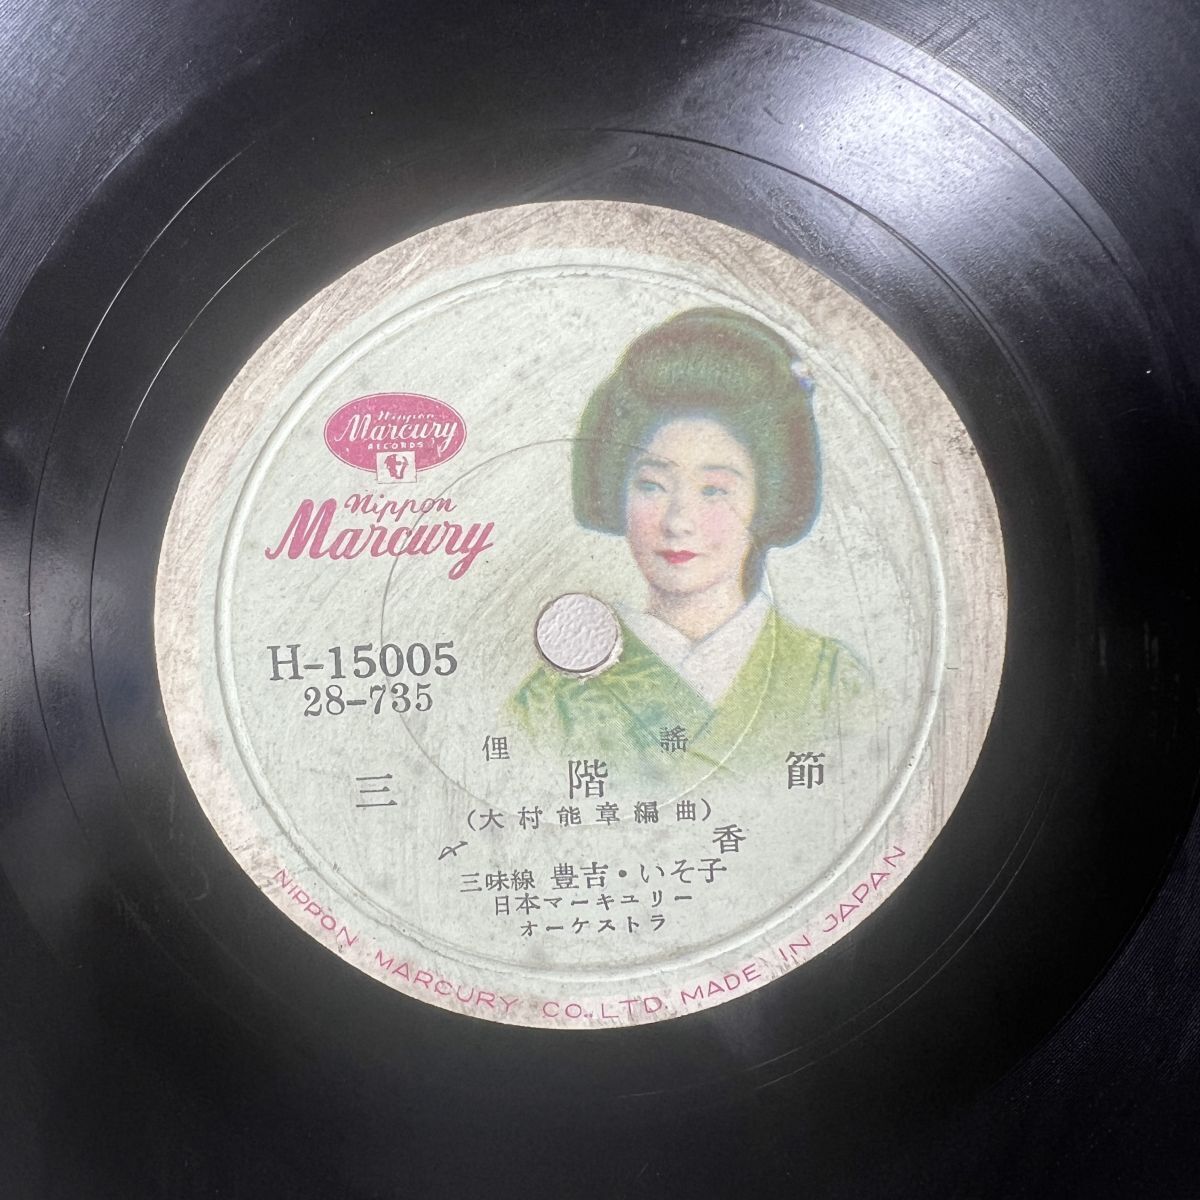 Nippon
Marcury
RECORDS
Nippon
Marcury
H-15005
28-735
俚謠
三階節
(大村能章編曲)
〆香
三味線 豊吉・いそ子
日本マーキュリー
オーケストラ
NIPPON MARCURY CO., LTD. MADE IN JAPAN